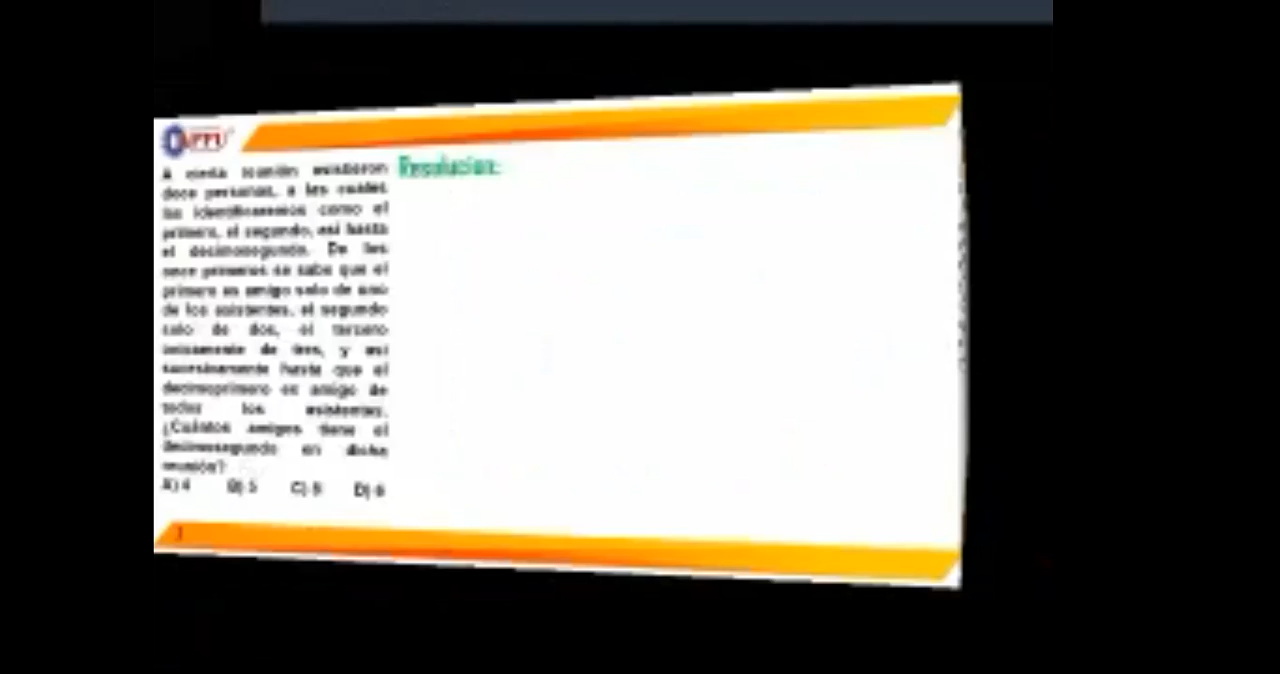 A cierta reunión asistieron
doce personas, a las cuales
las identificaremos como el
primero, el segundo, así hasta
el decimosegundo. De los
once primeros se sabe que el
primero es amigo solo de uno
de los asistentes, el segundo
solo de dos, el tercero
únicamente de tres, y así
sucesivamente hasta que el
decimoprimero es amigo de
todos los asistentes.
¿Cuántos amigos tiene el
decimosegundo en dicha
reunión?
A) 4 B) 5 C) D) 6
Resolucion: